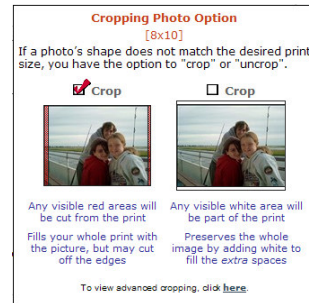 Cropping Photo Option
[8x10]
If a photo's shape does not match the desired print
size, you have the option to "crop" or "uncrop".
Crop
Crop
Any visible red areas will
be cut from the print
Fills your whole print with
the picture, but may cut
off the edges
Any visible white area will
be part of the print
Preserves the whole
image by adding white to
fill the extra spaces
To view advanced cropping, click here.